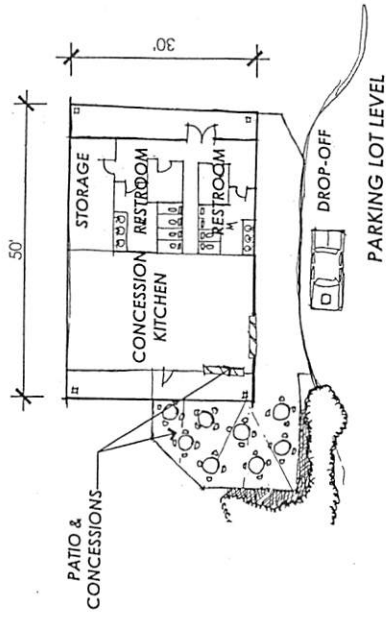 50'
30'
STORAGE
RESTROOM
CONCESSION
KITCHEN
RESTROOM
M
DROP-OFF
PARKING LOT LEVEL
PATIO &
CONCESSIONS